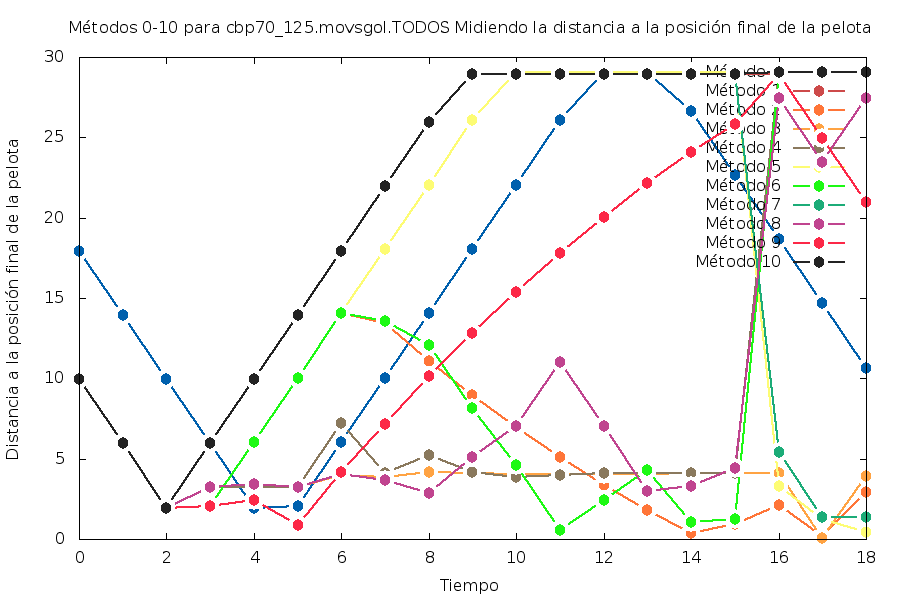 Métodos 0-10 para cbp70_125.movsgol.TODOS Midiendo la distancia a la posición final de la pelota
Distancia a la posición final de la pelota
30
25
20
15
10
5
0
Método
Método
Método
Método 3
Método 4
Método 5
Método 6
Método 7
Método 8
Método 9
Método 10
0 2 4 6 8 10 12 14 16 18
Tiempo